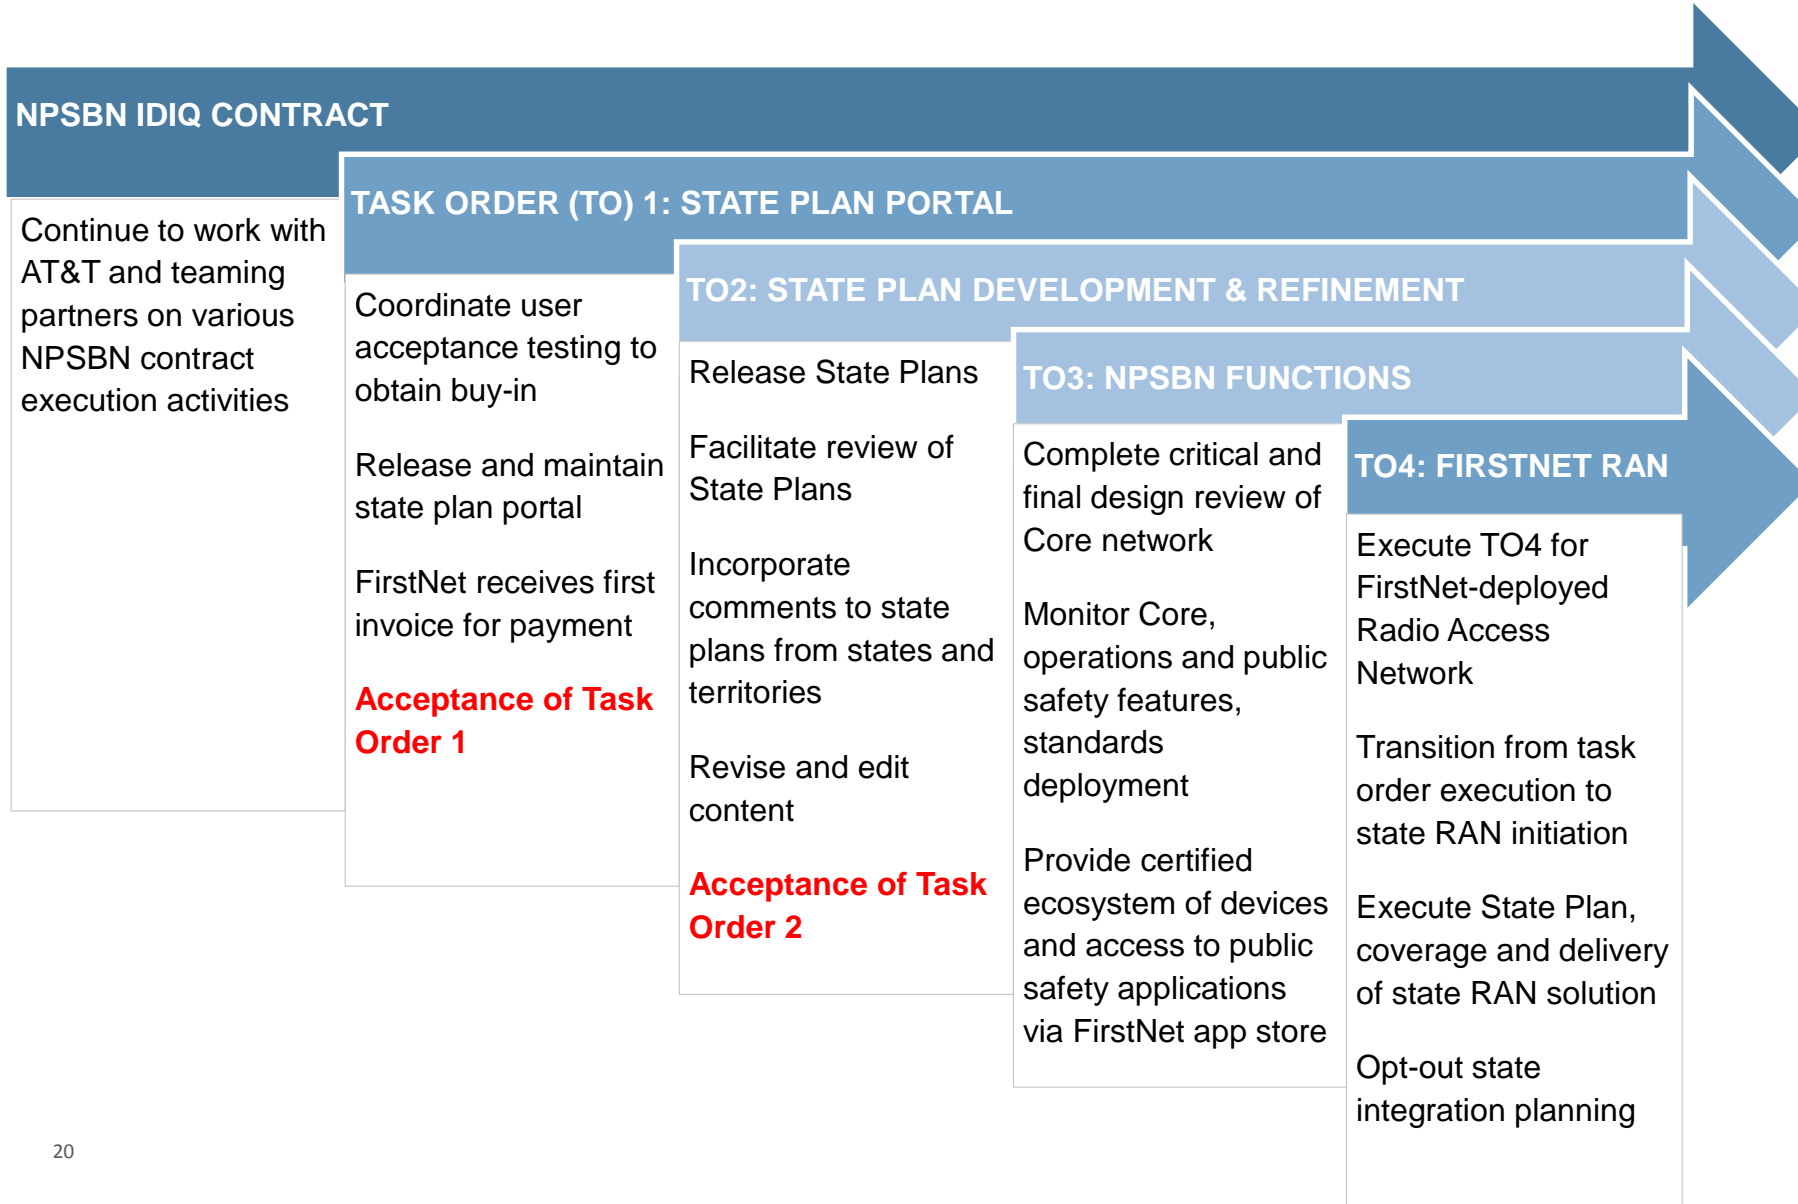 NPSBN IDIQ CONTRACT
Continue to work with
AT&T and teaming
partners on various
NPSBN contract
execution activities
TASK ORDER (TO) 1: STATE PLAN PORTAL
Coordinate user
acceptance testing to
obtain buy-in
Release and maintain
state plan portal
FirstNet receives first
invoice for payment
Acceptance of Task
Order 1
TO2: STATE PLAN DEVELOPMENT & REFINEMENT
Release State Plans
Facilitate review of
State Plans
Incorporate
comments to state
plans from states and
territories
Revise and edit
content
Acceptance of Task
Order 2
TO3: NPSBN FUNCTIONS
Complete critical and
final design review of
Core network
Monitor Core,
operations and public
safety features,
standards
deployment
Provide certified
ecosystem of devices
and access to public
safety applications
via FirstNet app store
TO4: FIRSTNET RAN
Execute TO4 for
FirstNet-deployed
Radio Access
Network
Transition from task
order execution to
state RAN initiation
Execute State Plan,
coverage and delivery
of state RAN solution
Opt-out state
integration planning
20